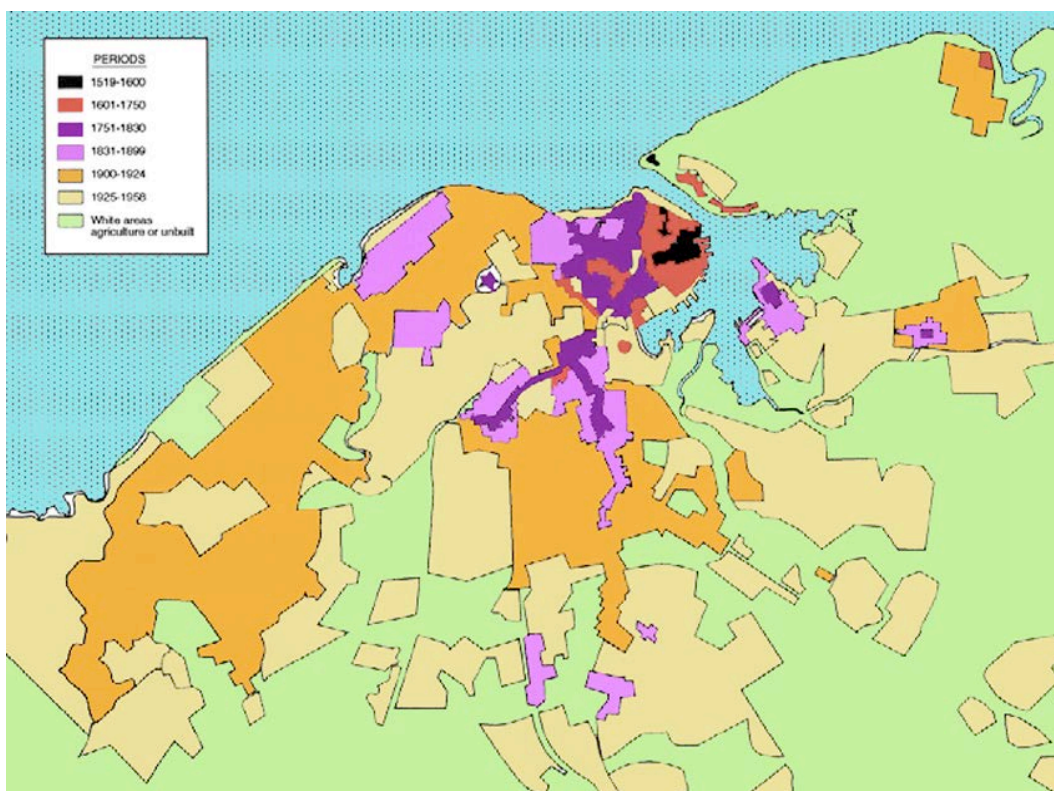 PERIODS
1519-1600
1601-1750
1751-1830
1831-1899
1900-1924
1925-1958
White areas
agriculture or unbuilt